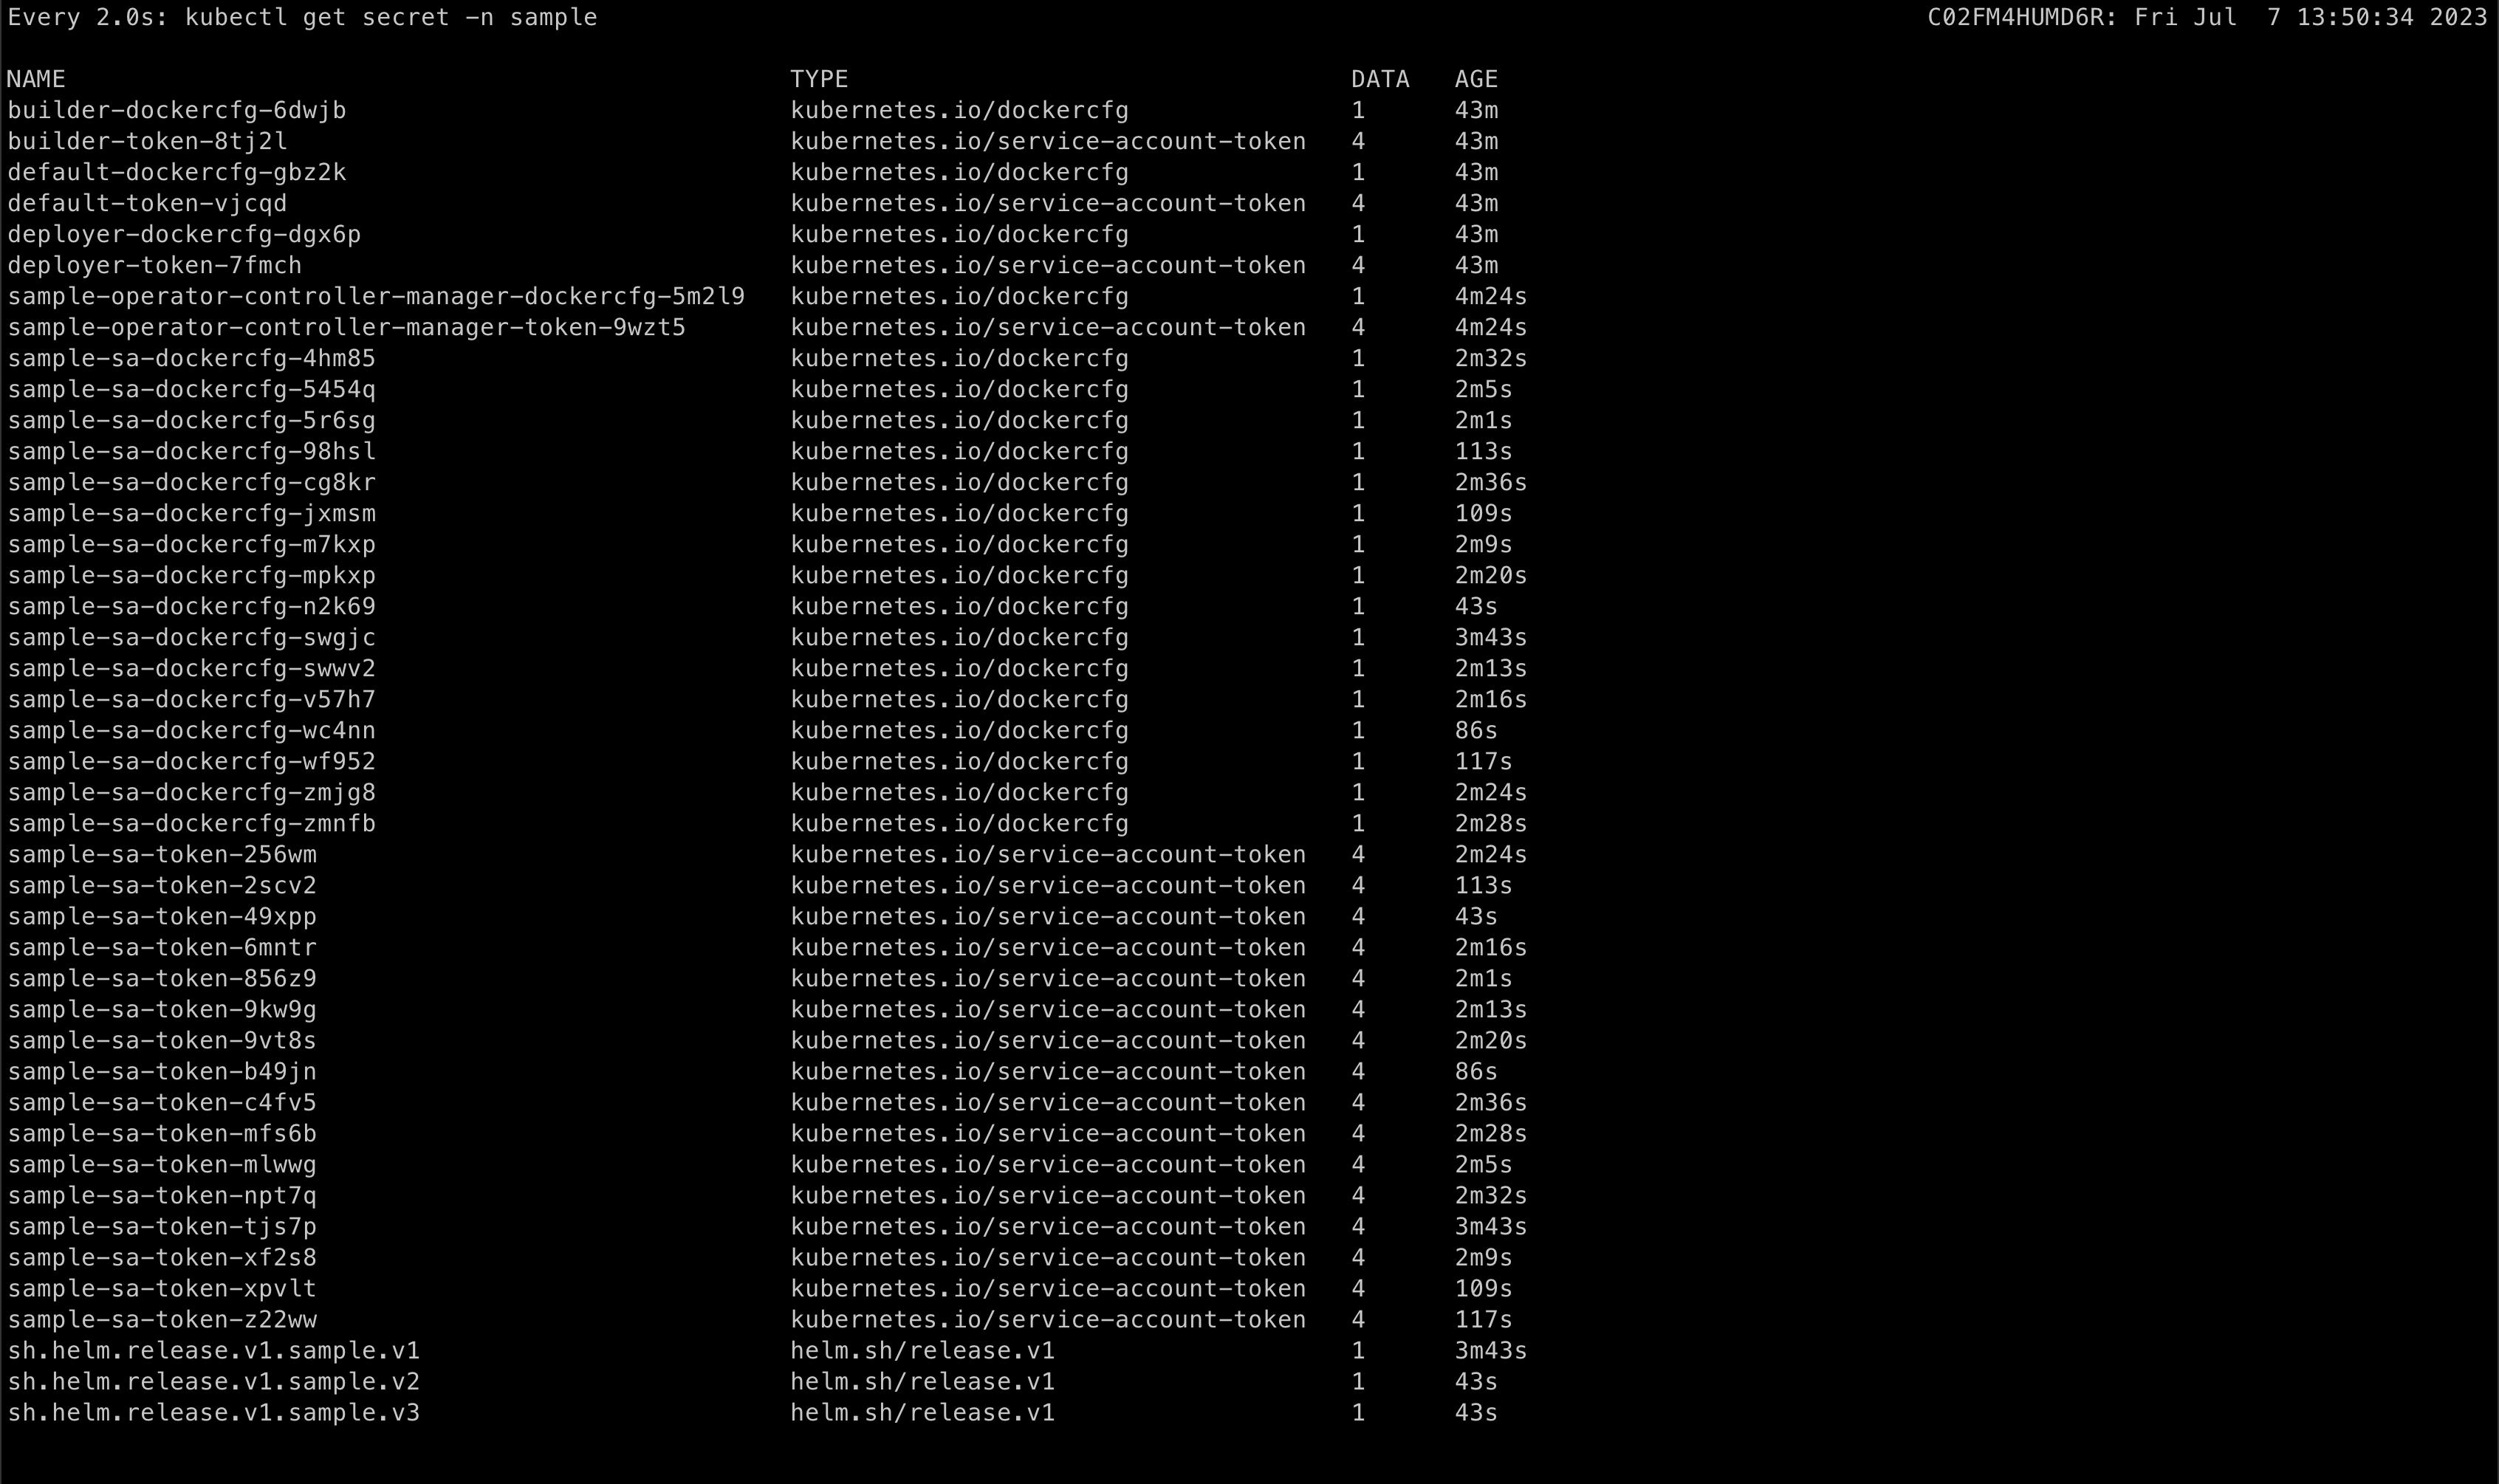 Every 2.0s: kubectl get secret -n sample C02FM4HUMD6R: Fri Jul  7 13:50:34 2023
NAME TYPE DATA AGE
builder-dockercfg-6dwjb kubernetes.io/dockercfg 1 43m
builder-token-8tj2l kubernetes.io/service-account-token 4 43m
default-dockercfg-gbz2k kubernetes.io/dockercfg 1 43m
default-token-vjcqd kubernetes.io/service-account-token 4 43m
deployer-dockercfg-dgx6p kubernetes.io/dockercfg 1 43m
deployer-token-7fmch kubernetes.io/service-account-token 4 43m
sample-operator-controller-manager-dockercfg-5m2l9 kubernetes.io/dockercfg 1 4m24s
sample-operator-controller-manager-token-9wzt5 kubernetes.io/service-account-token 4 4m24s
sample-sa-dockercfg-4hm85 kubernetes.io/dockercfg 1 2m32s
sample-sa-dockercfg-5454q kubernetes.io/dockercfg 1 2m5s
sample-sa-dockercfg-5r6sg kubernetes.io/dockercfg 1 2m1s
sample-sa-dockercfg-98hsl kubernetes.io/dockercfg 1 113s
sample-sa-dockercfg-cg8kr kubernetes.io/dockercfg 1 2m36s
sample-sa-dockercfg-jxmsm kubernetes.io/dockercfg 1 109s
sample-sa-dockercfg-m7kxp kubernetes.io/dockercfg 1 2m9s
sample-sa-dockercfg-mpkxp kubernetes.io/dockercfg 1 2m20s
sample-sa-dockercfg-n2k69 kubernetes.io/dockercfg 1 43s
sample-sa-dockercfg-swgjc kubernetes.io/dockercfg 1 3m43s
sample-sa-dockercfg-swwv2 kubernetes.io/dockercfg 1 2m13s
sample-sa-dockercfg-v57h7 kubernetes.io/dockercfg 1 2m16s
sample-sa-dockercfg-wc4nn kubernetes.io/dockercfg 1 86s
sample-sa-dockercfg-wf952 kubernetes.io/dockercfg 1 117s
sample-sa-dockercfg-zmjg8 kubernetes.io/dockercfg 1 2m24s
sample-sa-dockercfg-zmnfb kubernetes.io/dockercfg 1 2m28s
sample-sa-token-256wm kubernetes.io/service-account-token 4 2m24s
sample-sa-token-2scv2 kubernetes.io/service-account-token 4 113s
sample-sa-token-49xpp kubernetes.io/service-account-token 4 43s
sample-sa-token-6mntr kubernetes.io/service-account-token 4 2m16s
sample-sa-token-856z9 kubernetes.io/service-account-token 4 2m1s
sample-sa-token-9kw9g kubernetes.io/service-account-token 4 2m13s
sample-sa-token-9vt8s kubernetes.io/service-account-token 4 2m20s
sample-sa-token-b49jn kubernetes.io/service-account-token 4 86s
sample-sa-token-c4fv5 kubernetes.io/service-account-token 4 2m36s
sample-sa-token-mfs6b kubernetes.io/service-account-token 4 2m28s
sample-sa-token-mlwwg kubernetes.io/service-account-token 4 2m5s
sample-sa-token-npt7q kubernetes.io/service-account-token 4 2m32s
sample-sa-token-tjs7p kubernetes.io/service-account-token 4 3m43s
sample-sa-token-xf2s8 kubernetes.io/service-account-token 4 2m9s
sample-sa-token-xpvlt kubernetes.io/service-account-token 4 109s
sample-sa-token-z22ww kubernetes.io/service-account-token 4 117s
sh.helm.release.v1.sample.v1 helm.sh/release.v1 1 3m43s
sh.helm.release.v1.sample.v2 helm.sh/release.v1 1 43s
sh.helm.release.v1.sample.v3 helm.sh/release.v1 1 43s